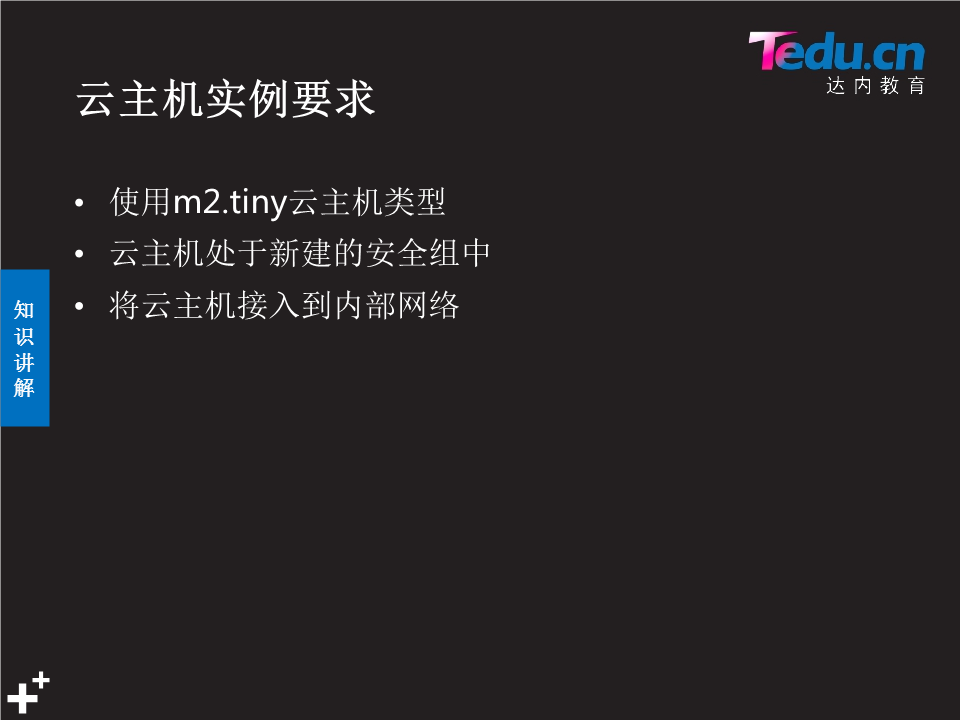 Tedu.cn
达内教育
云主机实例要求
• 使用m2.tiny云主机类型
• 云主机处于新建的安全组中
• 将云主机接入到内部网络
知
识
讲
解